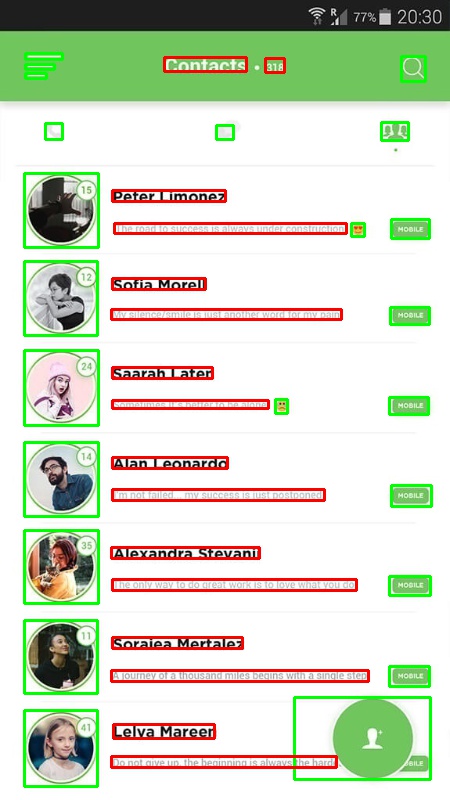 R 77% 20:30
Contacts • 318
15
Peter Limonez
The road to success is always under construction
MOBILE
12
Sofia Morell
My silence/smile is just another word for my pain
MOBILE
24
Saarah Later
Sometimes it's better to be alone
MOBILE
14
Alan Leonardo
I'm not failed... my success is just postponed
MOBILE
35
Alexandra Stevani
The only way to do great work is to love what you do
MOBILE
11
Soraiea Mertalez
A journey of a thousand miles begins with a single step
MOBILE
41
Lelva Mareer
Do not give up, the beginning is always the hard
MOBILE